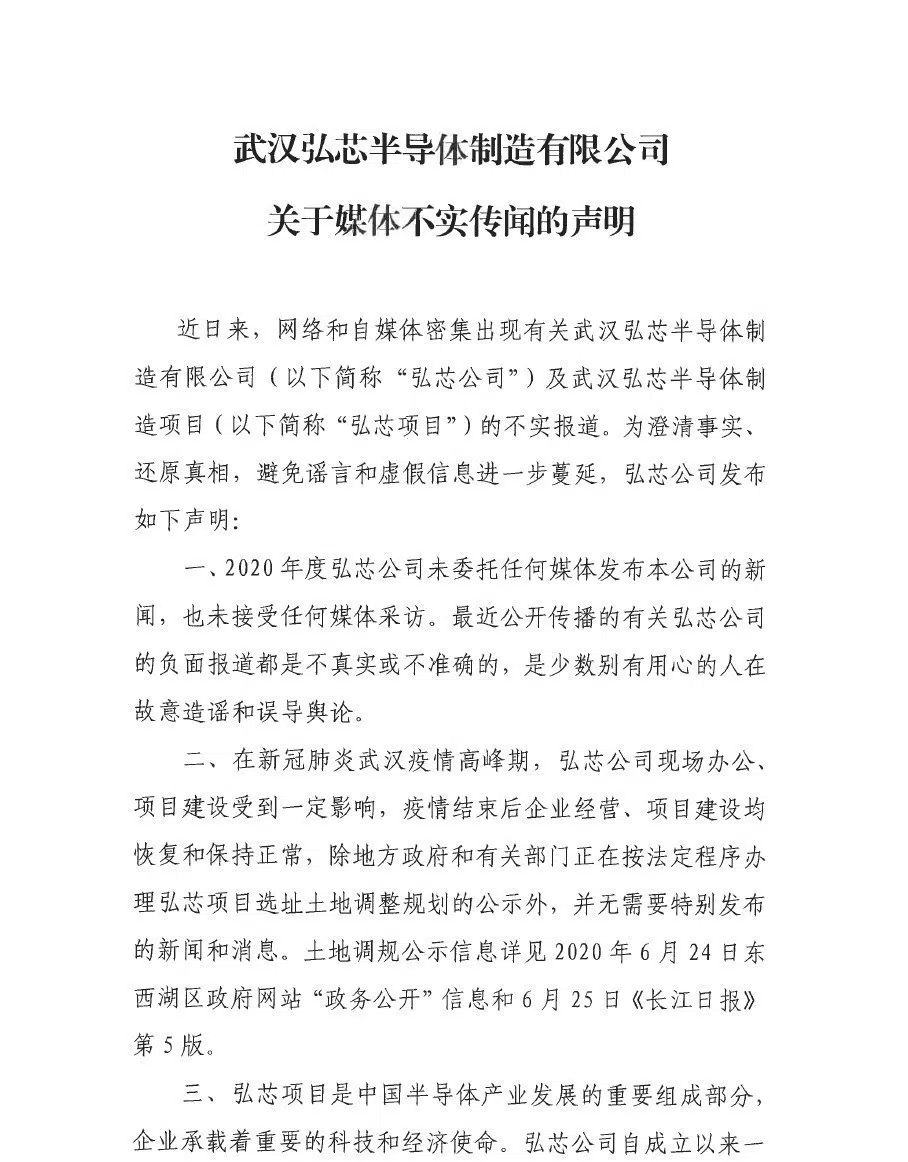 武汉弘芯半导体制造有限公司
关于媒体不实传闻的声明
近日来，网络和自媒体密集出现有关武汉弘芯半导体制
造有限公司（以下简称“弘芯公司”）及武汉弘芯半导体制
造项目（以下简称“弘芯项目”）的不实报道。为澄清事实、
还原真相，避免谣言和虚假信息进一步蔓延，弘芯公司发布
如下声明：
一、2020 年度弘芯公司未委托任何媒体发布本公司的新
闻，也未接受任何媒体采访。最近公开传播的有关弘芯公司
的负面报道都是不真实或不准确的，是少数别有用心的人在
故意造谣和误导舆论。
二、在新冠肺炎武汉疫情高峰期，弘芯公司现场办公、
项目建设受到一定影响，疫情结束后企业经营、项目建设均
恢复和保持正常，除地方政府和有关部门正在按法定程序办
理弘芯项目选址土地调整规划的公示外，并无需要特别发布
的新闻和消息。土地调规公示信息详见 2020 年 6 月 24 日东
西湖区政府网站“政务公开”信息和 6 月 25 日《长江日报》
第 5 版。
三、弘芯项目是中国半导体产业发展的重要组成部分，
企业承载着重要的科技和经济使命。弘芯公司自成立以来一